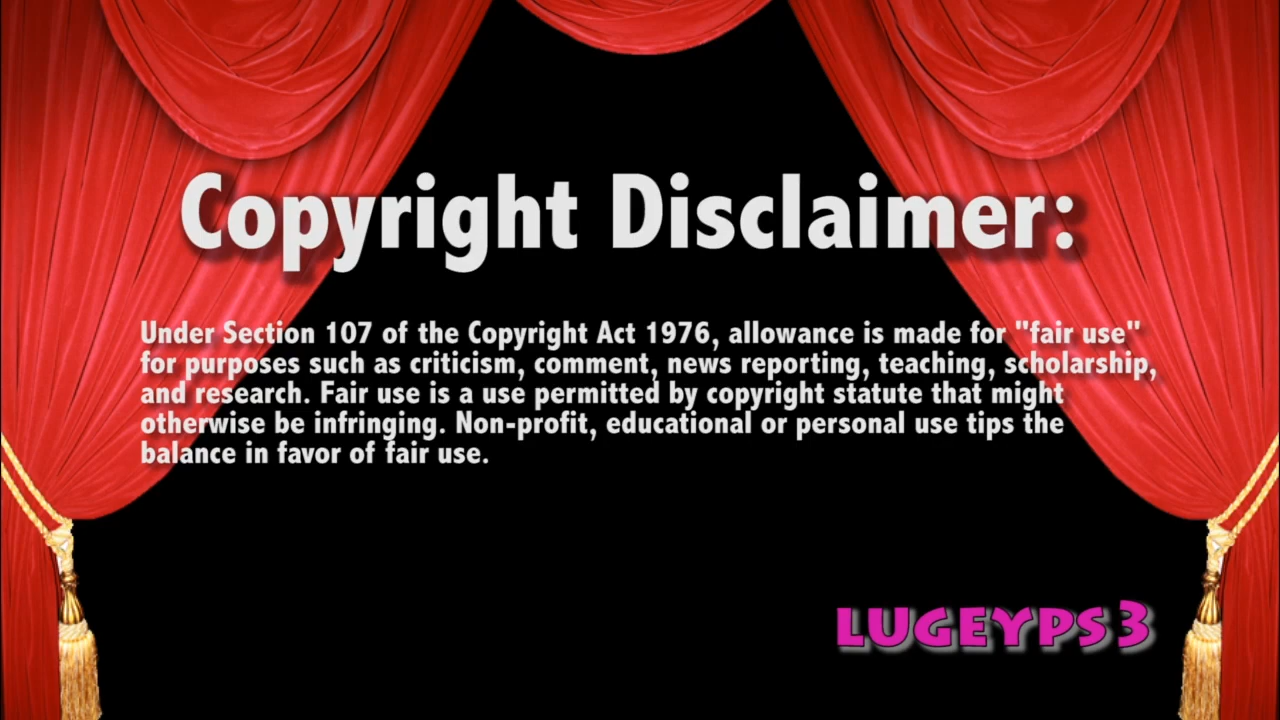 Copyright Disclaimer:
Under Section 107 of the Copyright Act 1976, allowance is made for "fair use"
for purposes such as criticism, comment, news reporting, teaching, scholarship,
and research. Fair use is a use permitted by copyright statute that might
otherwise be infringing. Non-profit, educational or personal use tips the
balance in favor of fair use.
LUGEYPS3